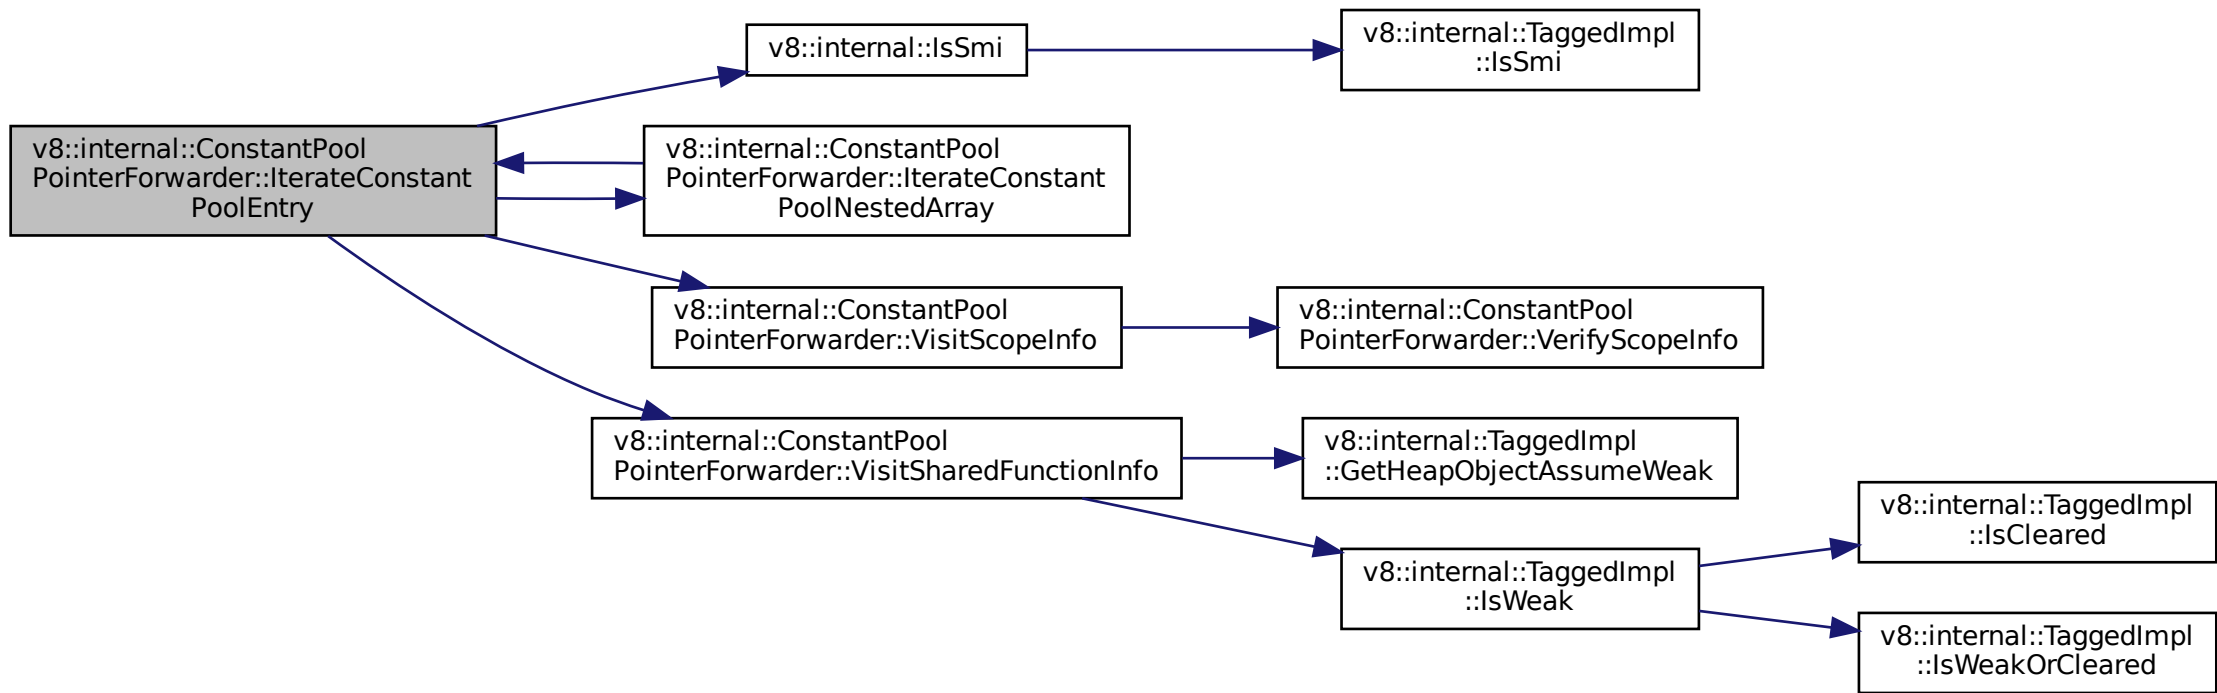 v8::internal::IsSmi
v8::internal::TaggedImpl
::IsSmi
v8::internal::ConstantPool
PointerForwarder::IterateConstant
PoolEntry
v8::internal::ConstantPool
PointerForwarder::IterateConstant
PoolNestedArray
v8::internal::ConstantPool
PointerForwarder::VisitScopeInfo
v8::internal::ConstantPool
PointerForwarder::VerifyScopeInfo
v8::internal::ConstantPool
PointerForwarder::VisitSharedFunctionInfo
v8::internal::TaggedImpl
::GetHeapObjectAssumeWeak
v8::internal::TaggedImpl
::IsWeak
v8::internal::TaggedImpl
::IsCleared
v8::internal::TaggedImpl
::IsWeakOrCleared